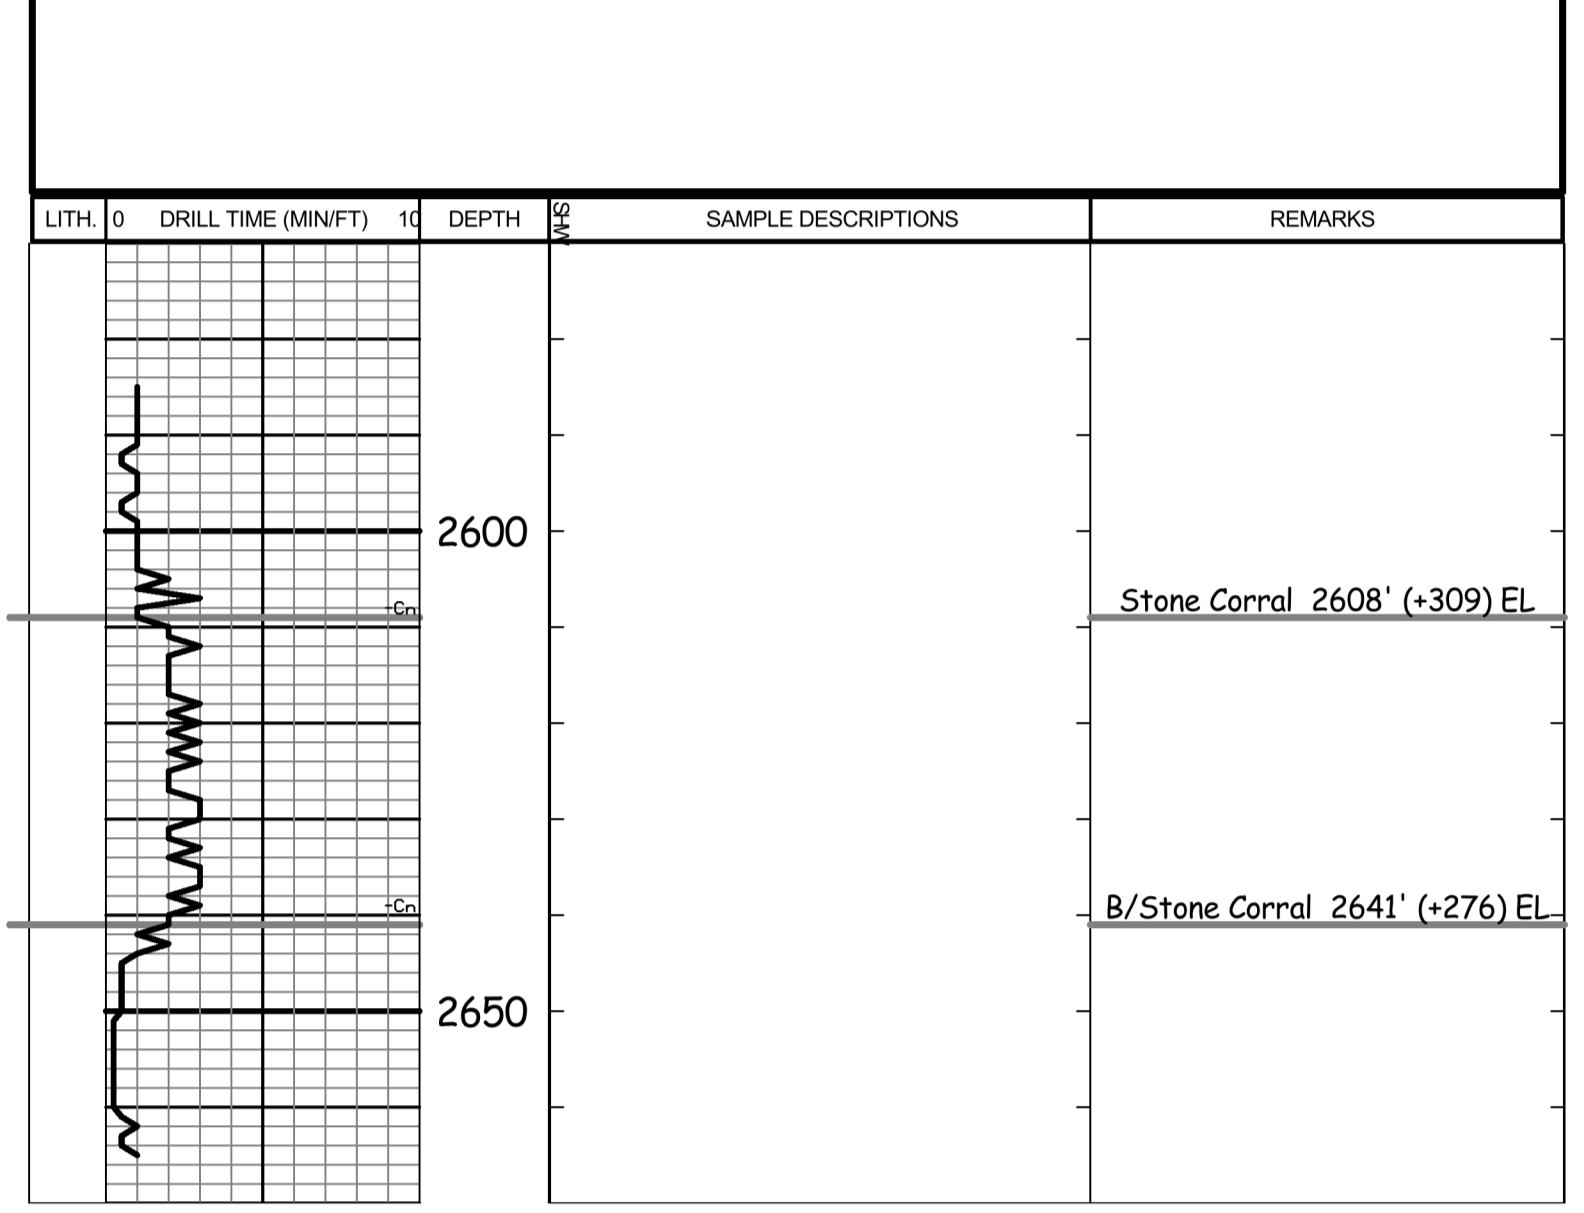 LITH. 0 DRILL TIME (MIN/FT) 10 DEPTH SHW SAMPLE DESCRIPTIONS REMARKS
2600
Stone Corral 2608' (+309) EL
-Cn
B/Stone Corral 2641' (+276) EL
-Cn
2650